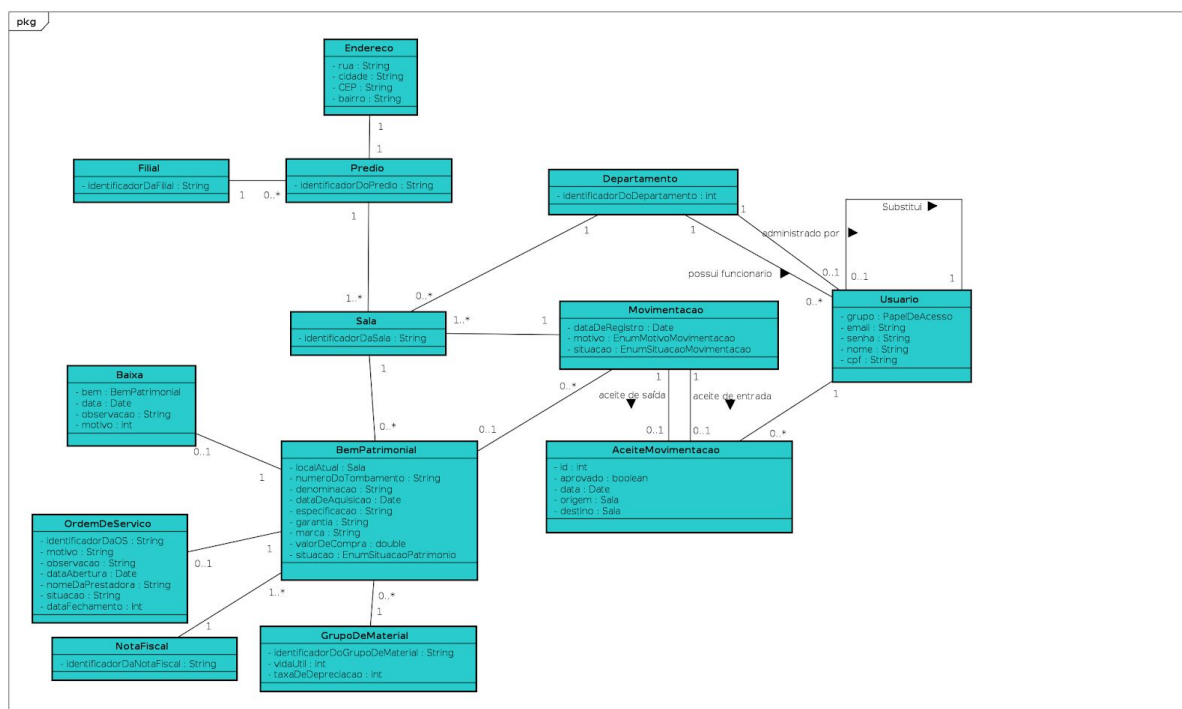 pkg
Endereco
- rua : String
- cidade : String
- CEP : String
- bairro : String
1
1
Filial
- identificadorDaFilial : String
1
0..*
Predio
- identificadorDoPredio : String
1
1..*
Departamento
- identificadorDoDepartamento : int
1
0..*
1
1
Substitui
administrado por
possui funcionario
0..1
0..*
0..1
1
Usuario
- grupo : PapelDeAcesso
- email : String
- senha : String
- nome : String
- cpf : String
1
0..*
Sala
- identificadorDaSala : String
1..*
1
1
0..*
Movimentacao
- dataDeRegistro : Date
- motivo : EnumMotivoMovimentacao
- situacao : EnumSituacaoMovimentacao
0..*
0..1
1
1
aceite de saída
aceite de entrada
0..1
0..1
Baixa
- bem : BemPatrimonial
- data : Date
- observacao : String
- motivo : int
0..1
1
BemPatrimonial
- localAtual : Sala
- numeroDoTombamento : String
- denominacao : String
- dataDeAquisicao : Date
- especificacao : String
- garantia : String
- marca : String
- valorDeCompra : double
- situacao : EnumSituacaoPatrimonio
AceiteMovimentacao
- id : int
- aprovado : boolean
- data : Date
- origem : Sala
- destino : Sala
OrdemDeServico
- identificadorDaOS : String
- motivo : String
- observacao : String
- dataAbertura : Date
- nomeDaPrestadora : String
- situacao : String
- dataFechamento : Int
0..1
1
1..*
1
0..*
1
NotaFiscal
- identificadorDaNotaFiscal : String
GrupoDeMaterial
- identificadorDoGrupoDeMaterial : String
- vidaUtil : int
- taxaDeDepreciacao : int